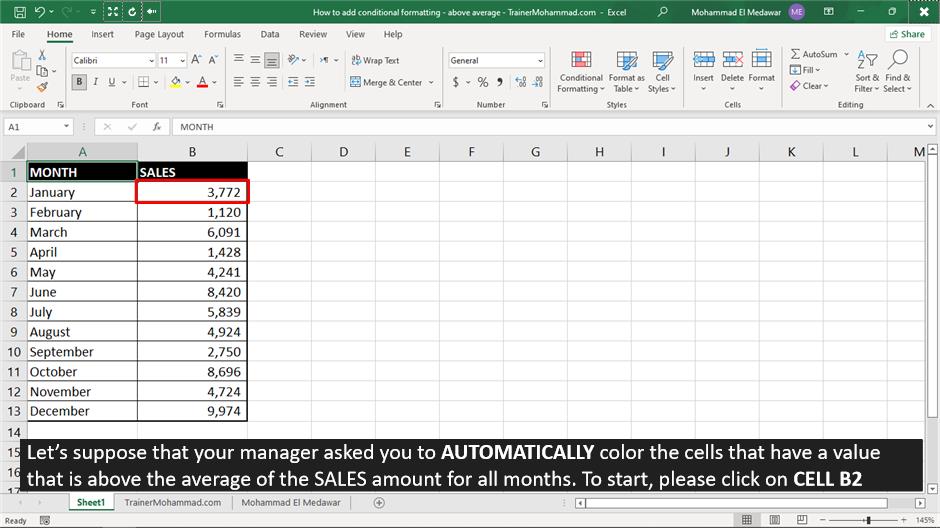 How to add conditional formatting - above average - TrainerMohammad.com - Excel
Mohammad El Medawar ME
File Home Insert Page Layout Formulas Data Review View Help Share
Calibri 11 A A Wrap Text General AutoSum
Fill
Paste B I U A Merge & Center $ % 9 Conditional Formatting Format as Table Cell Styles Insert Delete Format Clear Sort & Filter Find & Select
Clipboard Font Alignment Number Styles Cells Editing
A1 fx MONTH
A B C D E F G H I J K L M
1 MONTH SALES
2 January 3,772
3 February 1,120
4 March 6,091
5 April 1,428
6 May 4,241
7 June 8,420
8 July 5,839
9 August 4,924
10 September 2,750
11 October 8,696
12 November 4,724
13 December 9,974
14
15
16
17
Let’s suppose that your manager asked you to AUTOMATICALLY color the cells that have a value
that is above the average of the SALES amount for all months. To start, please click on CELL B2
Sheet1 TrainerMohammad.com Mohammad El Medawar
Ready 145%